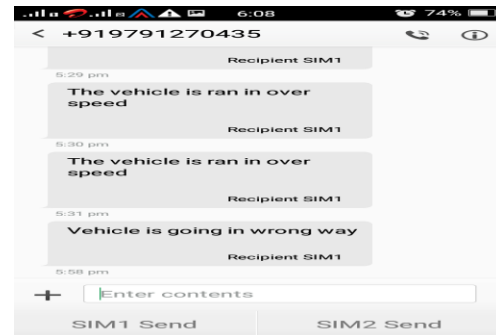 6:08
74%
< +919791270435
Recipient SIM1
5:29 pm
The vehicle is ran in over
speed
Recipient SIM1
5:30 pm
The vehicle is ran in over
speed
Recipient SIM1
5:31 pm
Vehicle is going in wrong way
Recipient SIM1
5:58 pm
Enter contents
SIM1 Send
SIM2 Send